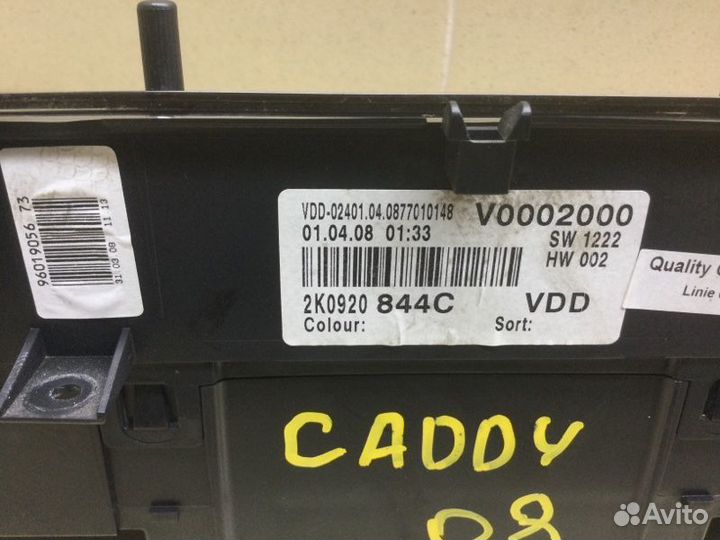 96019056 73
31 03 08 11 13
VDD-02401.04.0877010148 V0002000
01.04.08 01:33 SW 1222
HW 002
2K0920 844C VDD
Colour: Sort:
Quality
Linie
CADDY
08
Avito